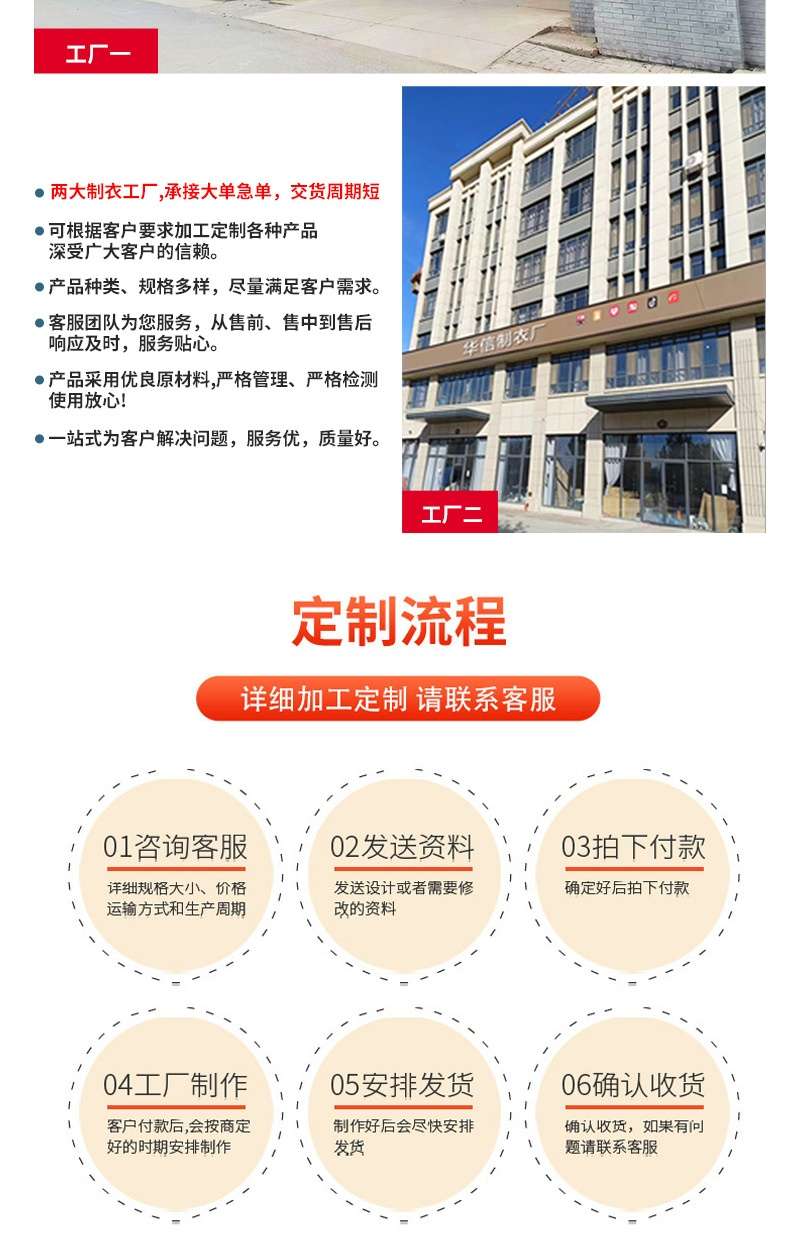 工厂一
两大制衣工厂,承接大单急单，交货周期短
可根据客户要求加工定制各种产品
深受广大客户的信赖。
产品种类、规格多样，尽量满足客户需求。
客服团队为您服务，从售前、售中到售后
响应及时，服务贴心。
产品采用优良原材料,严格管理、严格检测
使用放心!
一站式为客户解决问题，服务优，质量好。
华信制衣厂
工厂二
定制流程
详细加工定制 请联系客服
01咨询客服
详细规格大小、价格
运输方式和生产周期
02发送资料
发送设计或者需要修
改的资料
03拍下付款
确定好后拍下付款
04工厂制作
客户付款后,会按商定
好的时期安排制作
05安排发货
制作好后会尽快安排
发货
06确认收货
确认收货，如果有问
题请联系客服